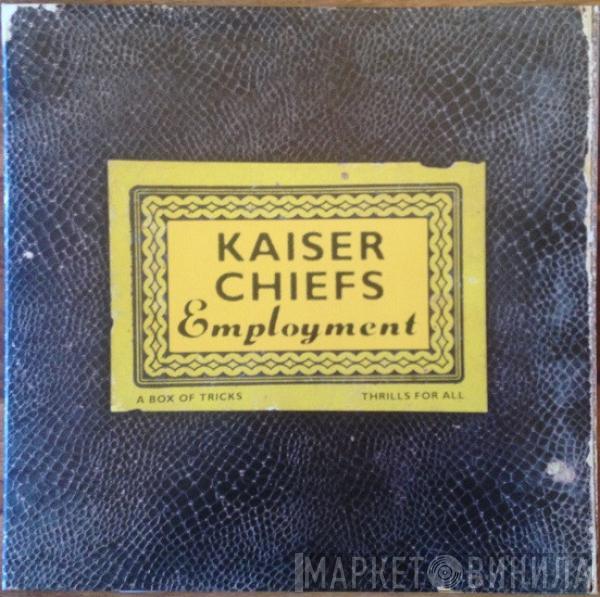 KAISER
CHIEFS
Employment
A BOX OF TRICKS THRILLS FOR ALL
МАРКЕТ ВИНИЛА